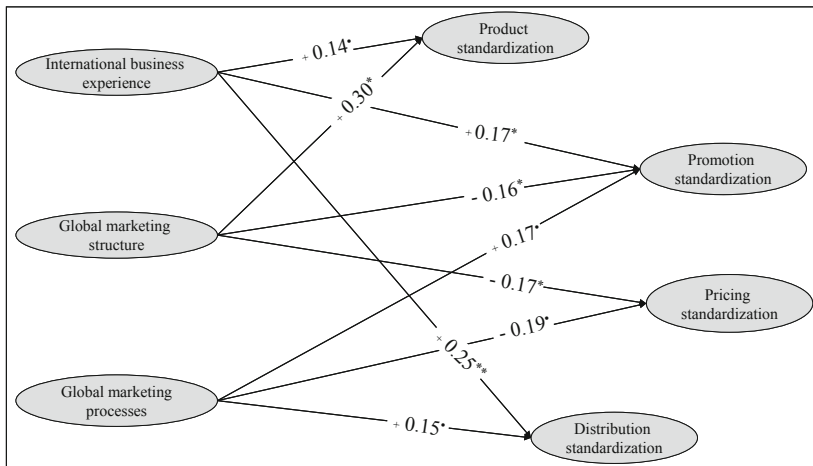 Product
standardization
International business
experience
+ 0.14•
+ 0.30*
+ 0.17*
Promotion
standardization
- 0.16*
Global marketing
structure
+ 0.17•
- 0.17*
Pricing
standardization
- 0.19•
+ 0.25**
Global marketing
processes
+ 0.15•
Distribution
standardization